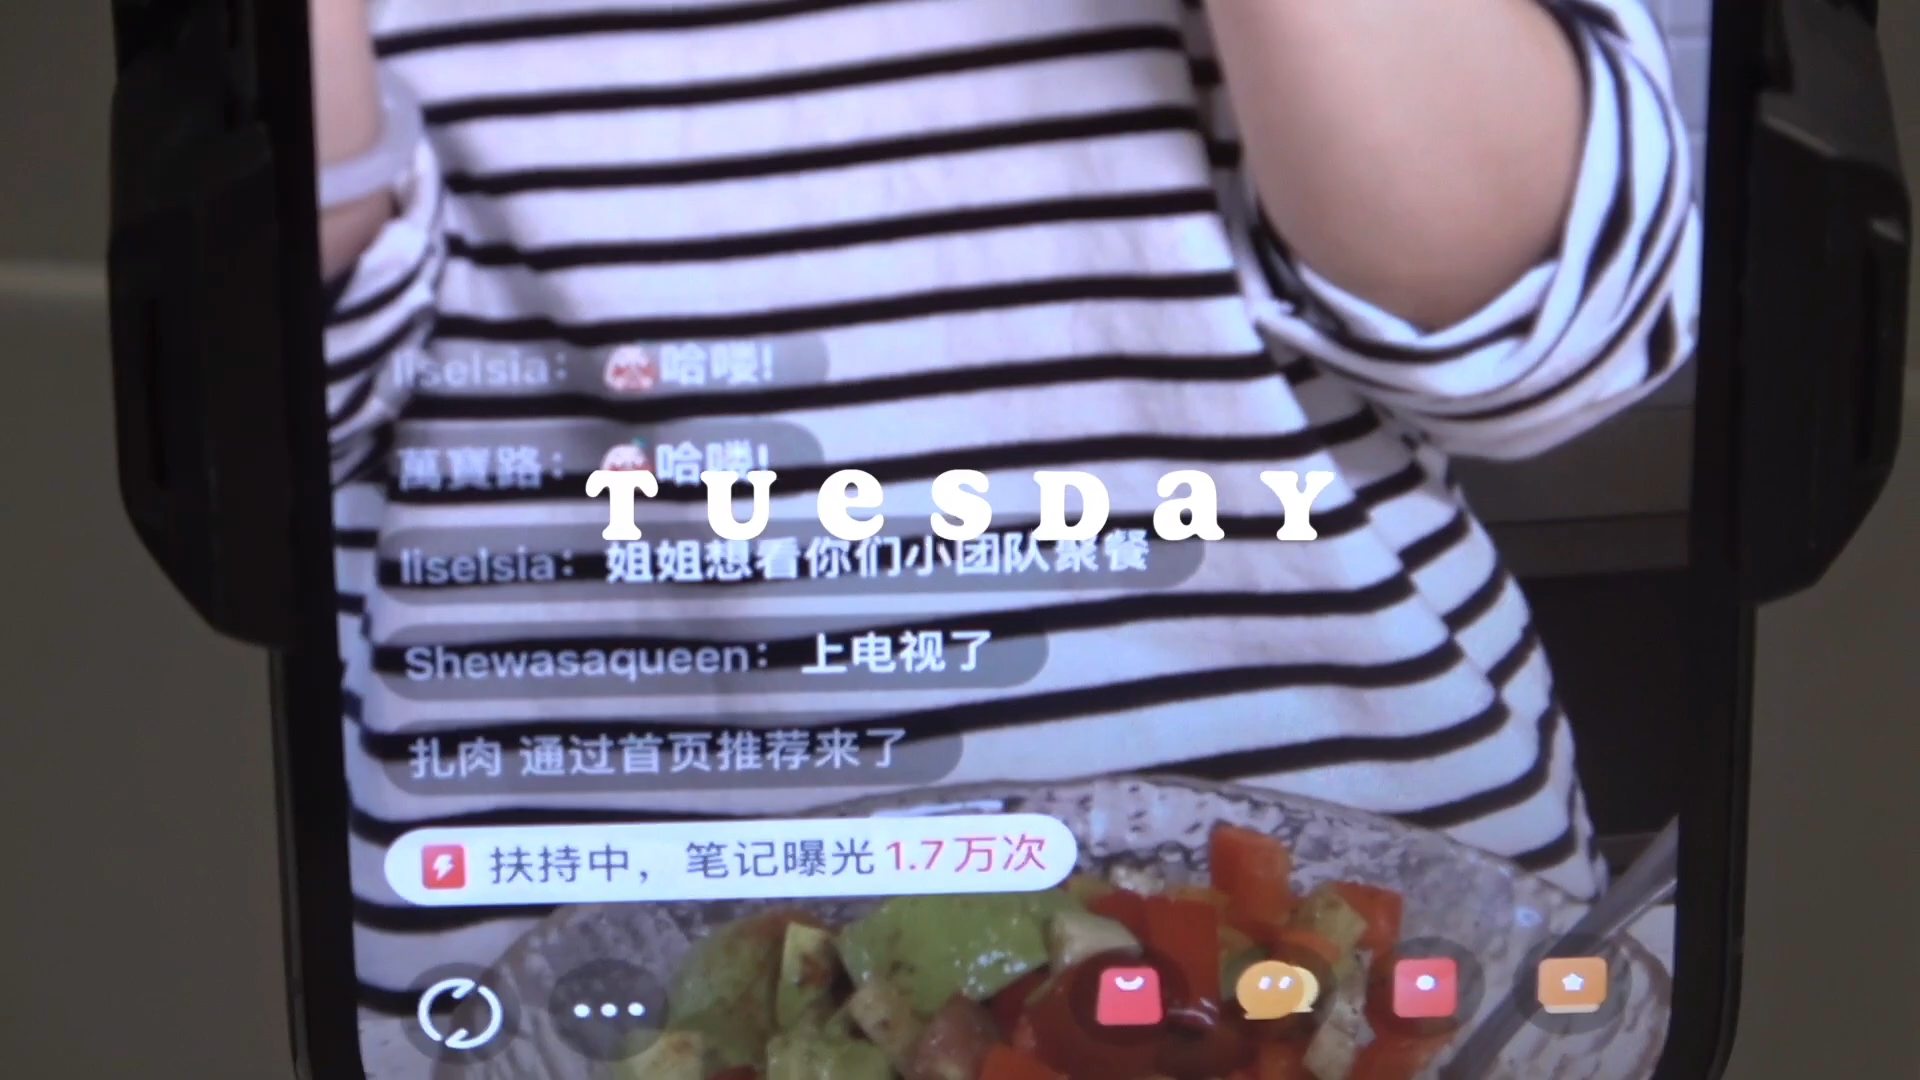 liselsia：哈喽!
萬寶路：哈喽!
TUesDaY
liselsia：姐姐想看你们小团队聚餐
Shewasaqueen：上电视了
扎肉 通过首页推荐来了
扶持中，笔记曝光1.7万次